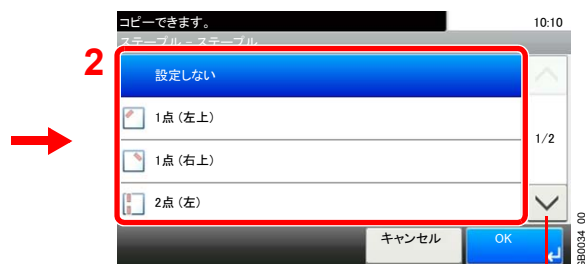 コピーできます。 10:10
ステープル - ステープル
2
設定しない
1点 (左上)
1点 (右上)
1/2
2点 (左)
キャンセル OK
GB0034_00